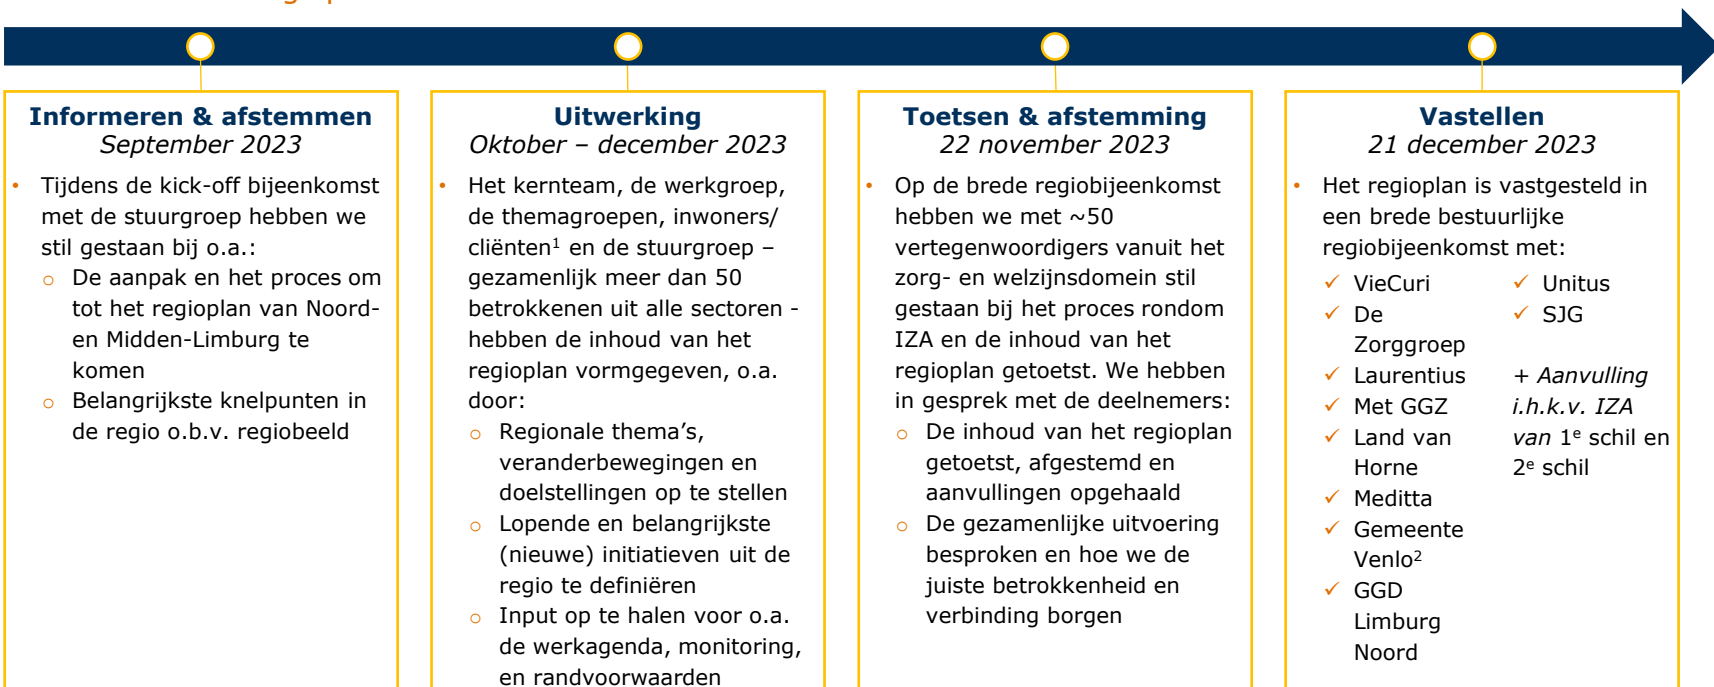 Informeren & afstemmen
September 2023
• Tijdens de kick-off bijeenkomst
met de stuurgroep hebben we
stil gestaan bij o.a.:
o De aanpak en het proces om
tot het regioplan van Noord-
en Midden-Limburg te
komen
o Belangrijkste knelpunten in
de regio o.b.v. regiobeeld
Uitwerking
Oktober – december 2023
• Het kernteam, de werkgroep,
de themagroepen, inwoners/
cliënten¹ en de stuurgroep –
gezamenlijk meer dan 50
betrokkenen uit alle sectoren -
hebben de inhoud van het
regioplan vormgegeven, o.a.
door:
o Regionale thema's,
veranderbewegingen en
doelstellingen op te stellen
o Lopende en belangrijkste
(nieuwe) initiatieven uit de
regio te definiëren
o Input op te halen voor o.a.
de werkagenda, monitoring,
en randvoorwaarden
Toetsen & afstemming
22 november 2023
• Op de brede regiobijeenkomst
hebben we met ~50
vertegenwoordigers vanuit het
zorg- en welzijnsdomein stil
gestaan bij het proces rondom
IZA en de inhoud van het
regioplan getoetst. We hebben
in gesprek met de deelnemers:
o De inhoud van het regioplan
getoetst, afgestemd en
aanvullingen opgehaald
o De gezamenlijke uitvoering
besproken en hoe we de
juiste betrokkenheid en
verbinding borgen
Vastellen
21 december 2023
• Het regioplan is vastgesteld in
een brede bestuurlijke
regiobijeenkomst met:
✓ VieCuri
✓ De
Zorggroep
✓ Laurentius
✓ Met GGZ
✓ Land van
Horne
✓ Meditta
✓ Gemeente
Venlo²
✓ GGD
Limburg
Noord
✓ Unitus
✓ SJG
+ Aanvulling
i.h.k.v. IZA
van 1ᵉ schil en
2ᵉ schil